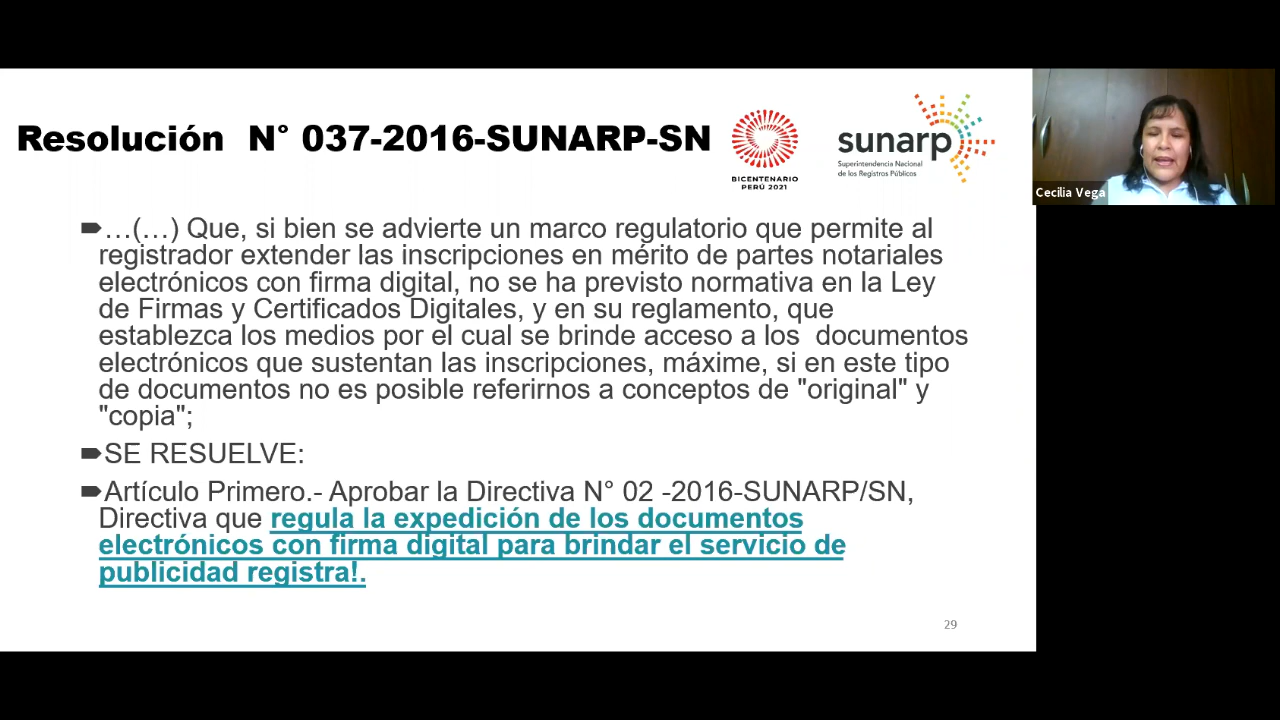 Resolución N° 037-2016-SUNARP-SN
BICENTENARIO
PERÚ 2021
sunarp
Superintendencia Nacional
de los Registros Públicos
Cecilia Vega
…(…) Que, si bien se advierte un marco regulatorio que permite al
registrador extender las inscripciones en mérito de partes notariales
electrónicos con firma digital, no se ha previsto normativa en la Ley
de Firmas y Certificados Digitales, y en su reglamento, que
establezca los medios por el cual se brinde acceso a los documentos
electrónicos que sustentan las inscripciones, máxime, si en este tipo
de documentos no es posible referirnos a conceptos de "original" y
"copia";
SE RESUELVE:
Artículo Primero.- Aprobar la Directiva N° 02 -2016-SUNARP/SN,
Directiva que regula la expedición de los documentos
electrónicos con firma digital para brindar el servicio de
publicidad registra!.
29